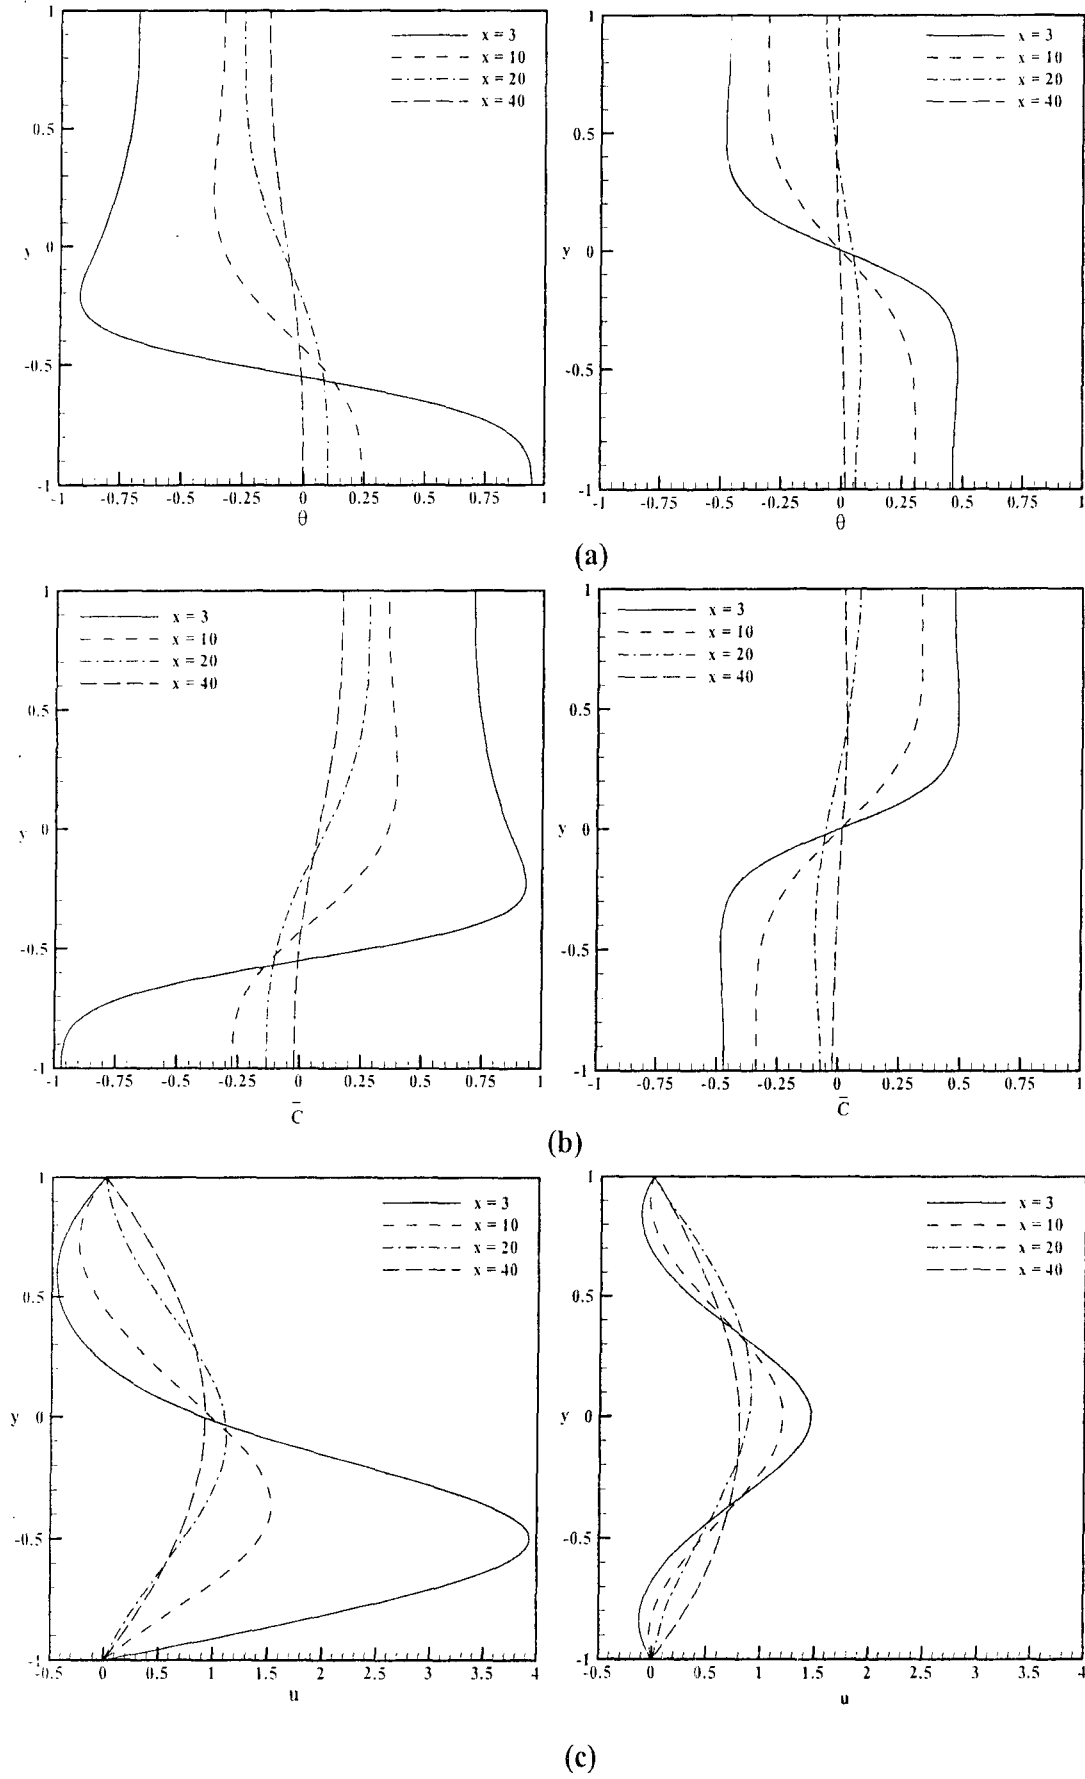 x = 3
x = 10
x = 20
x = 40
1
0.5
y 0
-0.5
-1
-1 -0.75 -0.5 -0.25 0 0.25 0.5 0.75 1
θ
x = 3
x = 10
x = 20
x = 40
1
0.5
y 0
-0.5
-1
-1 -0.75 -0.5 -0.25 0 0.25 0.5 0.75 1
θ
(a)
x = 3
x = 10
x = 20
x = 40
1
0.5
y 0
-0.5
-1
-1 -0.75 -0.5 -0.25 0 0.25 0.5 0.75 1
C̅
x = 3
x = 10
x = 20
x = 40
1
0.5
y 0
-0.5
-1
-1 -0.75 -0.5 -0.25 0 0.25 0.5 0.75 1
C̅
(b)
x = 3
x = 10
x = 20
x = 40
1
0.5
y 0
-0.5
-1
-0.5 0 0.5 1 1.5 2 2.5 3 3.5 4
u
x = 3
x = 10
x = 20
x = 40
1
0.5
y 0
-0.5
-1
-0.5 0 0.5 1 1.5 2 2.5 3 3.5 4
u
(c)